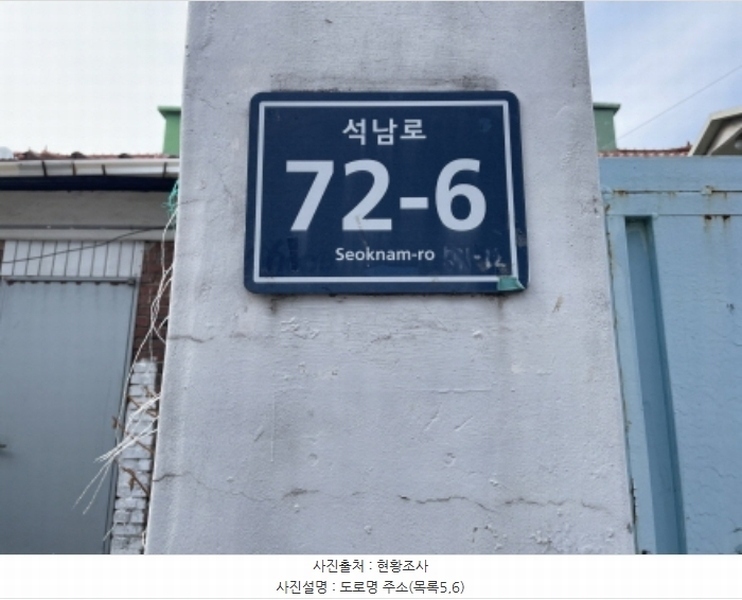 석남로
72-6
Seoknam-ro
사진출처 : 현황조사
사진설명 : 도로명 주소(목록5,6)